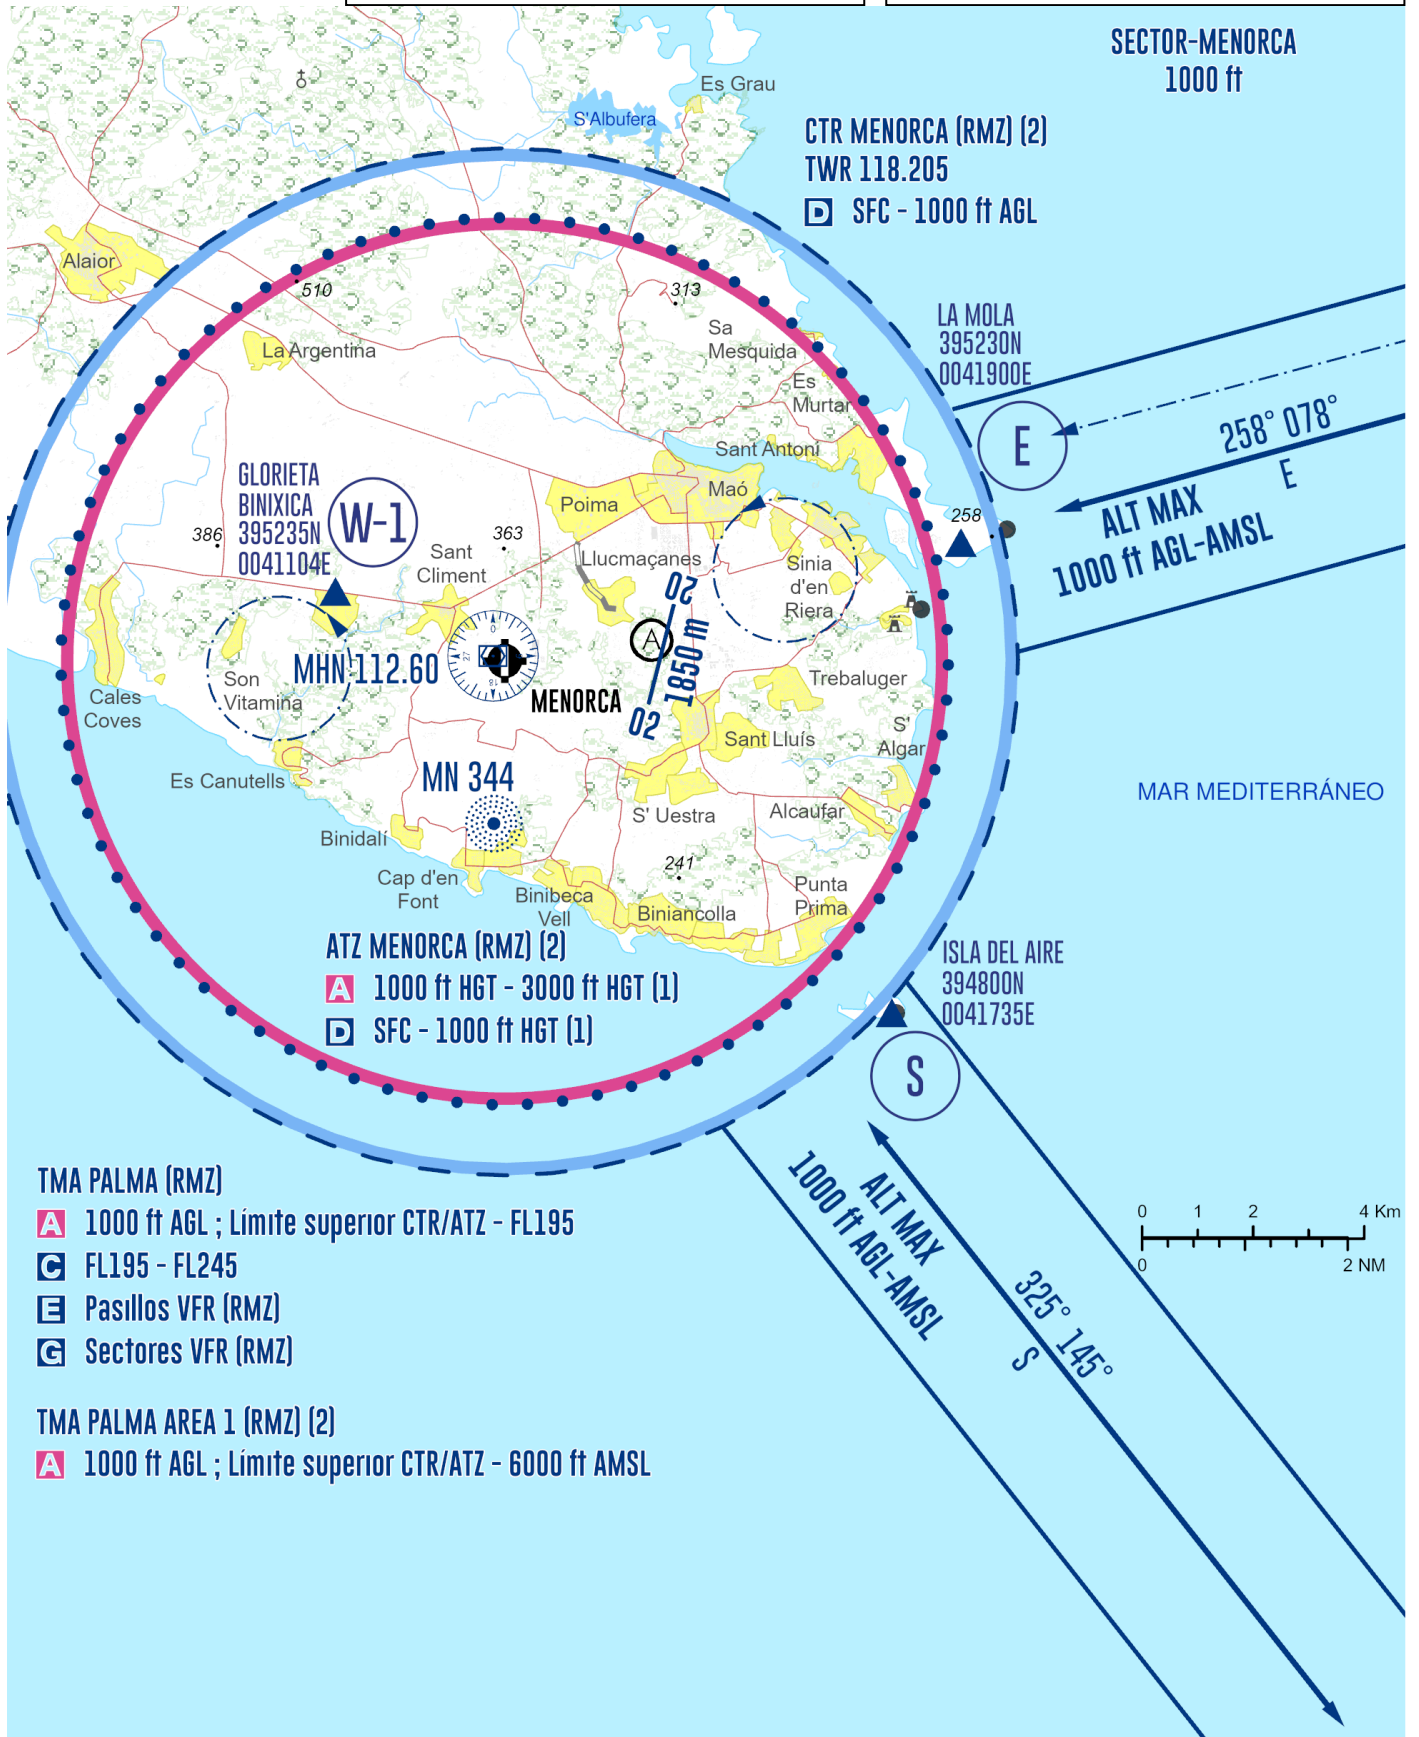 SECTOR-MENORCA
1000 ft
Es Grau
S'Albufera
CTR MENORCA (RMZ) (2)
TWR 118.205
D SFC - 1000 ft AGL
Alaior
510
313
La Argentina
Sa
Mesquida
LA MOLA
395230N
0041900E
Es
Murtar
E
258° 078°
E
ALT MAX
1000 ft AGL-AMSL
Sant Antoni
Maó
GLORIETA
BINIXICA
395235N
0041104E
W-1
Poima
386
363
258
Sant
Climent
Llucmaçanes
Sinia
d'en
Riera
20
1850 m
02
A
0
27
18
MHN 112.60
MENORCA
Son
Vitamina
Trebaluger
Cales
Coves
Sant Lluís
S'
Algar
Es Canutells
MN 344
MAR MEDITERRÁNEO
S' Uestra
Alcaufar
Binidalí
241
Cap d'en
Font
Binibeca
Vell
Biniancolla
Punta
Prima
ATZ MENORCA (RMZ) (2)
A 1000 ft HGT - 3000 ft HGT (1)
D SFC - 1000 ft HGT (1)
ISLA DEL AIRE
394800N
0041735E
S
ALT MAX
1000 ft AGL-AMSL
325° 145°
S
TMA PALMA (RMZ)
A 1000 ft AGL ; Límite superior CTR/ATZ - FL195
C FL195 - FL245
E Pasillos VFR (RMZ)
G Sectores VFR (RMZ)
0 1 2 4 Km
0 2 NM
TMA PALMA AREA 1 (RMZ) (2)
A 1000 ft AGL ; Límite superior CTR/ATZ - 6000 ft AMSL